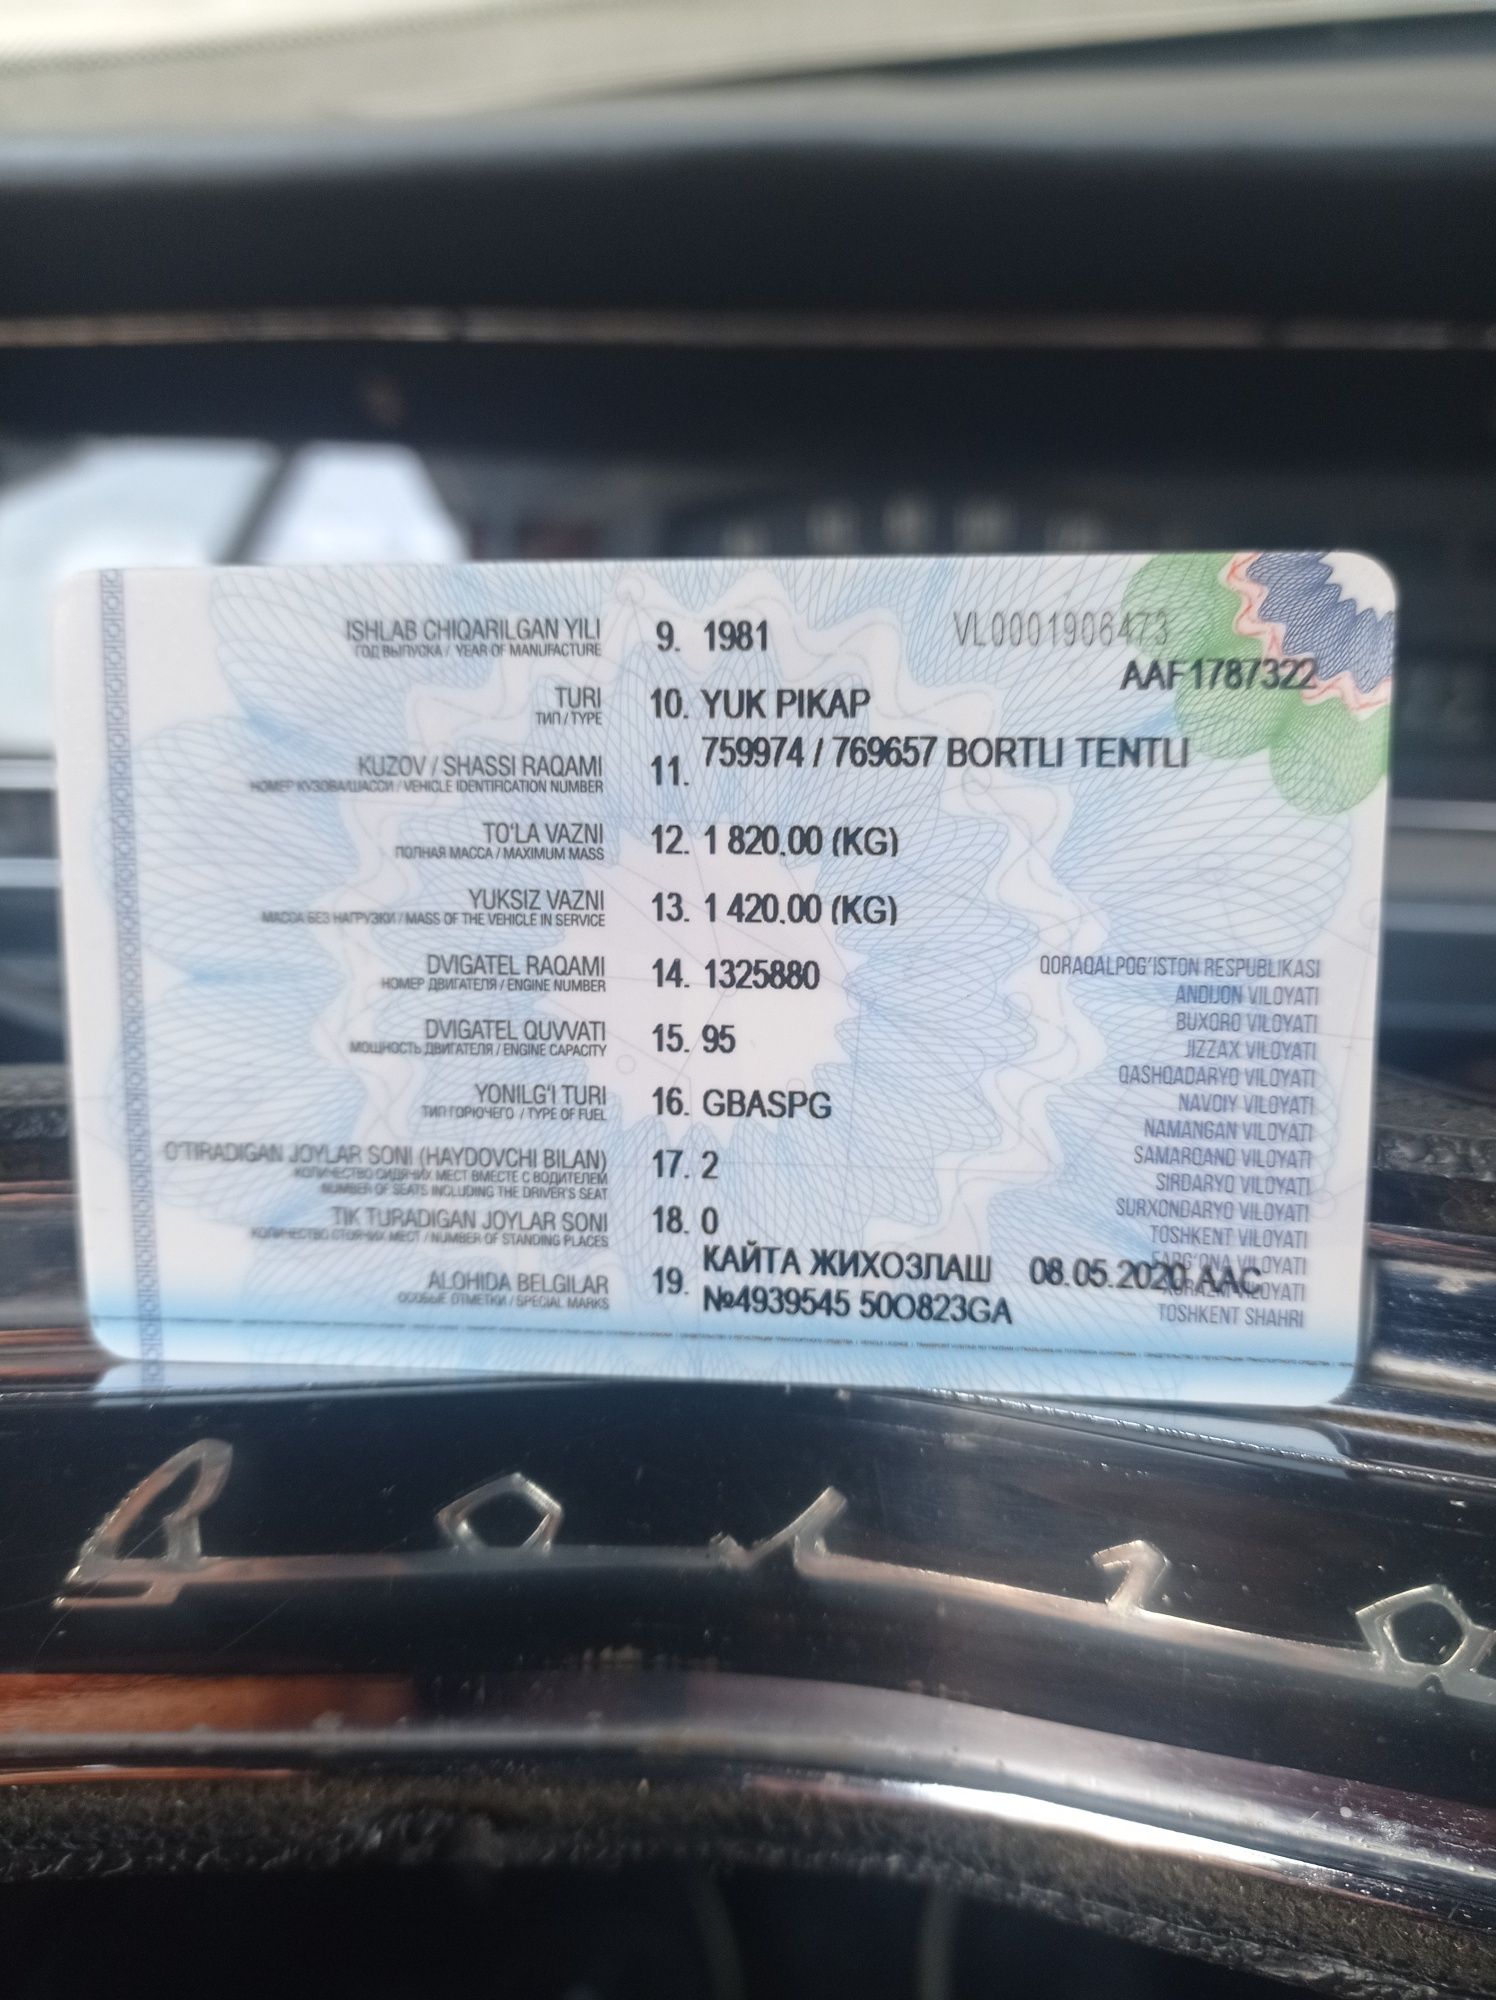 VL0001906473
AAF1787322
ISHLAB CHIQARILGAN YILI 9. 1981
ГОД ВЫПУСКА / YEAR OF MANUFACTURE
TURI 10. YUK PIKAP
ТИП / TYPE
759974 / 769657 BORTLI TENTLI
KUZOV / SHASSI RAQAMI 11.
НОМЕР КУЗОВА/ШАССИ / VEHICLE IDENTIFICATION NUMBER
TO'LA VAZNI 12. 1 820.00 (KG)
ПОЛНАЯ МАССА / MAXIMUM MASS
YUKSIZ VAZNI 13. 1 420.00 (KG)
МАССА БЕЗ НАГРУЗКИ / MASS OF THE VEHICLE IN SERVICE
DVIGATEL RAQAMI 14. 1325880
НОМЕР ДВИГАТЕЛЯ / ENGINE NUMBER
DVIGATEL QUVVATI 15. 95
МОЩНОСТЬ ДВИГАТЕЛЯ / ENGINE CAPACITY
YONILG'I TURI 16. GBASPG
ТИП ГОРЮЧЕГО / TYPE OF FUEL
O'TIRADIGAN JOYLAR SONI (HAYDOVCHI BILAN) 17. 2
КОЛИЧЕСТВО СИДЯЧИХ МЕСТ ВМЕСТЕ С ВОДИТЕЛЕМ
NUMBER OF SEATS INCLUDING THE DRIVER'S SEAT
TIK TURADIGAN JOYLAR SONI 18. 0
КОЛИЧЕСТВО СТОЯЧИХ МЕСТ / NUMBER OF STANDING PLACES
ALOHIDA BELGILAR 19. КАЙТА ЖИХОЗЛАШ 08.05.2020 AAC
ОСОБЫЕ ОТМЕТКИ / SPECIAL MARKS
№4939545 50O823GA
QORAQALPOG'ISTON RESPUBLIKASI
ANDIJON VILOYATI
BUXORO VILOYATI
JIZZAX VILOYATI
QASHQADARYO VILOYATI
NAVOIY VILOYATI
NAMANGAN VILOYATI
SAMARQAND VILOYATI
SIRDARYO VILOYATI
SURXONDARYO VILOYATI
TOSHKENT VILOYATI
FARG'ONA VILOYATI
XORAZM VILOYATI
TOSHKENT SHAHRI